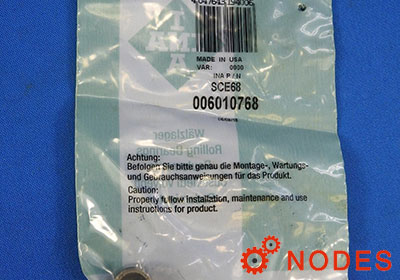 MADE IN USA
VAR: 0000
INA P / N
SCE68
006010768
Wälzlager
Rolling Bearings
Achtung:
Befolgen Sie bitte genau die Montage-, Wartungs-
und Gebrauchsanweisungen für das Produkt.
Caution:
Properly follow installation, maintenance and use
instructions for product.
NODES